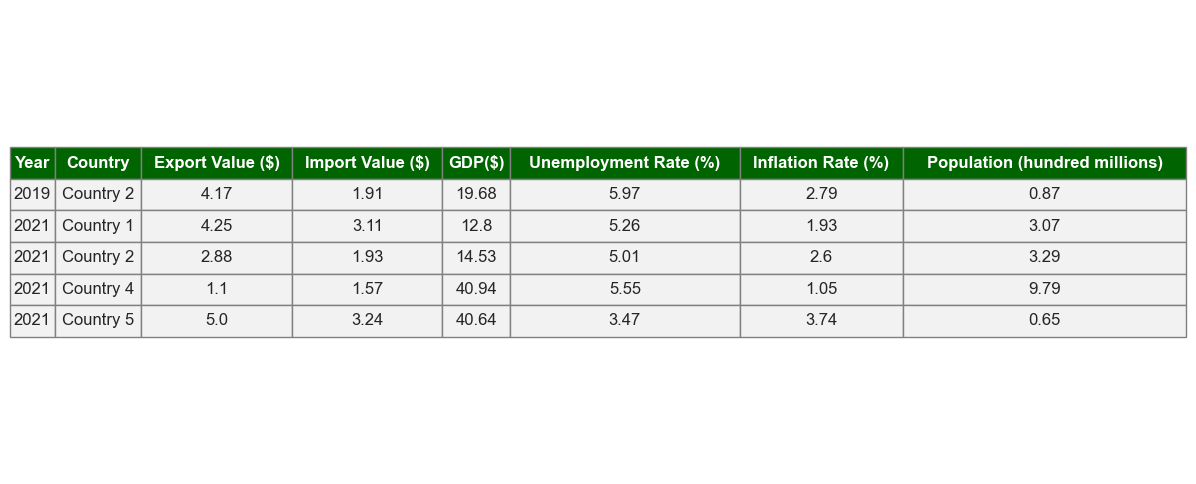 Year Country Export Value ($) Import Value ($) GDP($) Unemployment Rate (%) Inflation Rate (%) Population (hundred millions)
2019 Country 2 4.17 1.91 19.68 5.97 2.79 0.87
2021 Country 1 4.25 3.11 12.8 5.26 1.93 3.07
2021 Country 2 2.88 1.93 14.53 5.01 2.6 3.29
2021 Country 4 1.1 1.57 40.94 5.55 1.05 9.79
2021 Country 5 5.0 3.24 40.64 3.47 3.74 0.65